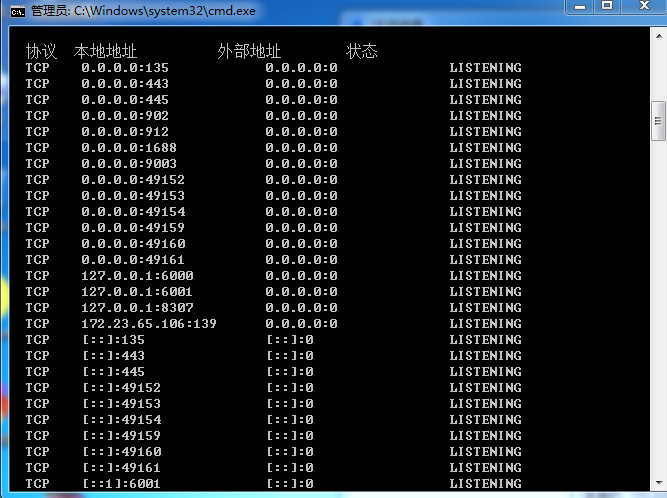 管理员: C:\Windows\system32\cmd.exe
协议 本地地址 外部地址 状态
TCP 0.0.0.0:135 0.0.0.0:0 LISTENING
TCP 0.0.0.0:443 0.0.0.0:0 LISTENING
TCP 0.0.0.0:445 0.0.0.0:0 LISTENING
TCP 0.0.0.0:902 0.0.0.0:0 LISTENING
TCP 0.0.0.0:912 0.0.0.0:0 LISTENING
TCP 0.0.0.0:1688 0.0.0.0:0 LISTENING
TCP 0.0.0.0:9003 0.0.0.0:0 LISTENING
TCP 0.0.0.0:49152 0.0.0.0:0 LISTENING
TCP 0.0.0.0:49153 0.0.0.0:0 LISTENING
TCP 0.0.0.0:49154 0.0.0.0:0 LISTENING
TCP 0.0.0.0:49159 0.0.0.0:0 LISTENING
TCP 0.0.0.0:49160 0.0.0.0:0 LISTENING
TCP 0.0.0.0:49161 0.0.0.0:0 LISTENING
TCP 127.0.0.1:6000 0.0.0.0:0 LISTENING
TCP 127.0.0.1:6001 0.0.0.0:0 LISTENING
TCP 127.0.0.1:8307 0.0.0.0:0 LISTENING
TCP 172.23.65.106:139 0.0.0.0:0 LISTENING
TCP [::]:135 [::]:0 LISTENING
TCP [::]:443 [::]:0 LISTENING
TCP [::]:445 [::]:0 LISTENING
TCP [::]:49152 [::]:0 LISTENING
TCP [::]:49153 [::]:0 LISTENING
TCP [::]:49154 [::]:0 LISTENING
TCP [::]:49159 [::]:0 LISTENING
TCP [::]:49160 [::]:0 LISTENING
TCP [::]:49161 [::]:0 LISTENING
TCP [::1]:6001 [::]:0 LISTENING